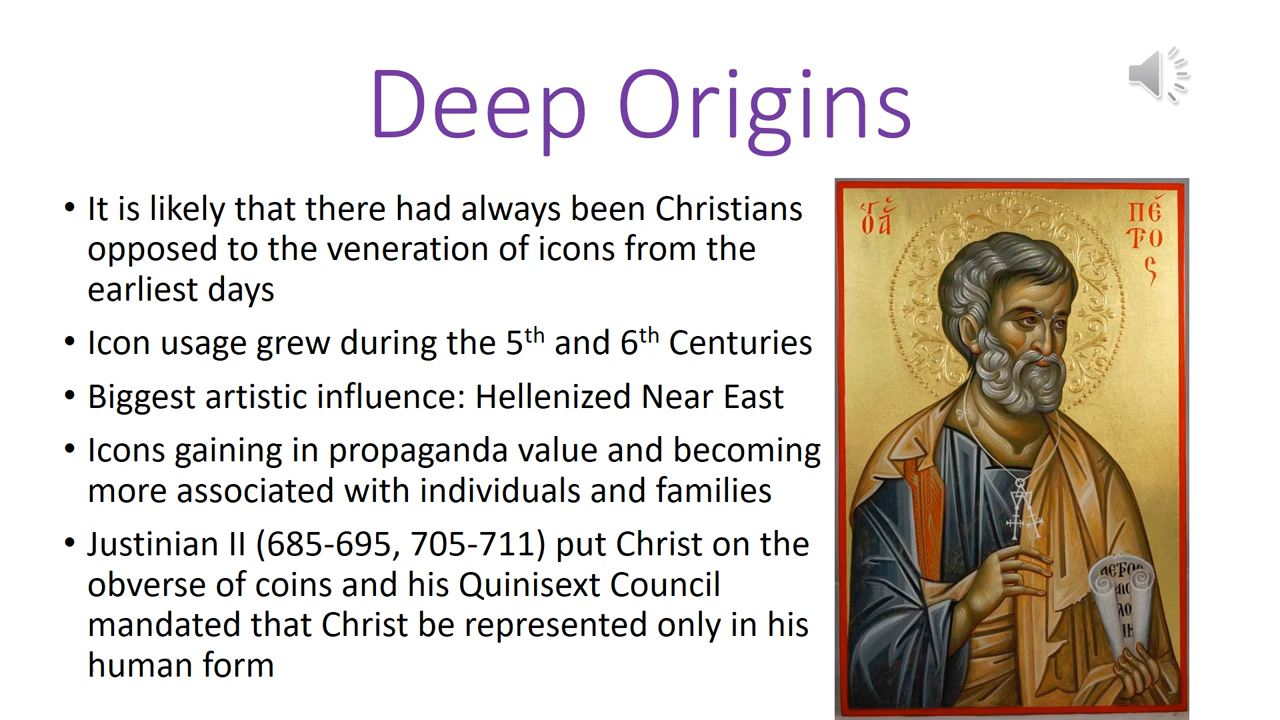 Deep Origins
• It is likely that there had always been Christians
opposed to the veneration of icons from the
earliest days
• Icon usage grew during the 5th and 6th Centuries
• Biggest artistic influence: Hellenized Near East
• Icons gaining in propaganda value and becoming
more associated with individuals and families
• Justinian II (685-695, 705-711) put Christ on the
obverse of coins and his Quinisext Council
mandated that Christ be represented only in his
human form
ὉἍ
ΠΈ
ΤΟ
ς